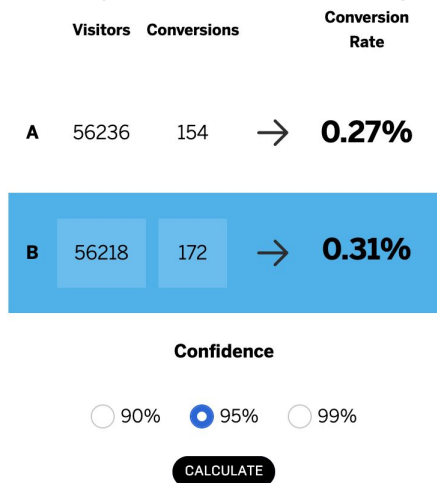 Visitors Conversions Conversion Rate
A 56236 154 → 0.27%
B 56218 172 → 0.31%
Confidence
90% 95% 99%
CALCULATE